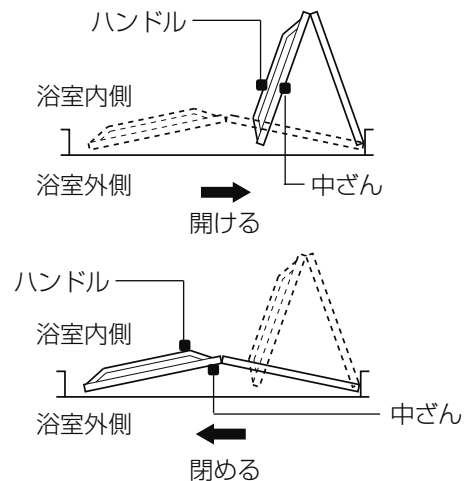 ハンドル
浴室内側
浴室外側
中ざん
開ける
ハンドル
浴室内側
中ざん
浴室外側
閉める